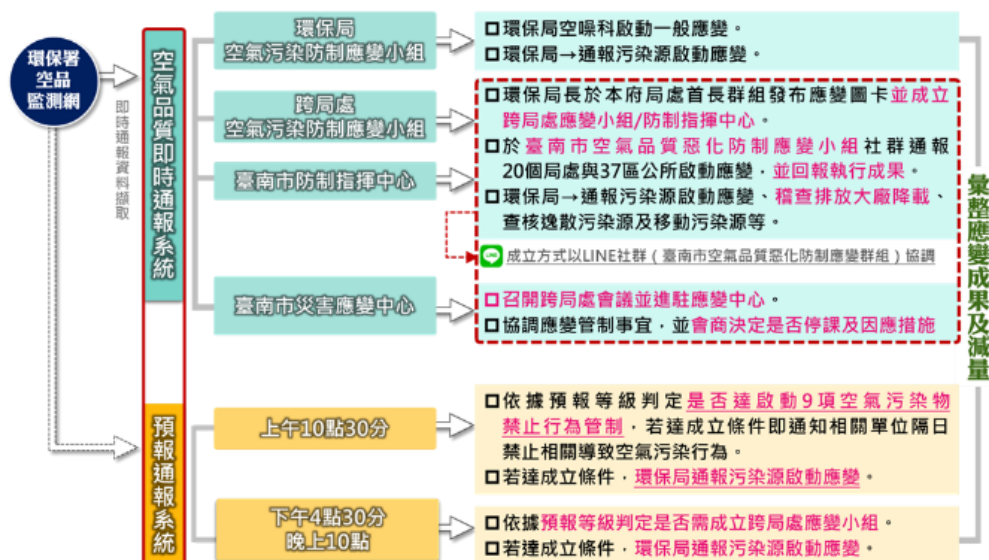 環保署
空品
監測網
即時通報資料擷取
空氣品質即時通報系統
環保局
空氣污染防制應變小組
環保局空噪科啟動一般應變。
環保局→通報污染源啟動應變。
跨局處
空氣污染防制應變小組
臺南市防制指揮中心
環保局長於本府局處首長群組發布應變圖卡並成立
跨局處應變小組/防制指揮中心。
於臺南市空氣品質惡化防制應變小組社群通報
20個局處與37區公所啟動應變，並回報執行成果。
環保局→通報污染源啟動應變、稽查排放大廠降載、
查核逸散污染源及移動污染源等。
成立方式以LINE社群（臺南市空氣品質惡化防制應變群組）協調
臺南市災害應變中心
召開跨局處會議並進駐應變中心。
協調應變管制事宜，並會商決定是否停課及因應措施
彙整應變成果及減量
預報通報系統
上午10點30分
依據預報等級判定是否達啟動9項空氣污染物
禁止行為管制，若達成立條件即通知相關單位隔日
禁止相關導致空氣污染行為。
若達成立條件，環保局通報污染源啟動應變。
下午4點30分
晚上10點
依據預報等級判定是否需成立跨局處應變小組。
若達成立條件，環保局通報污染源啟動應變。